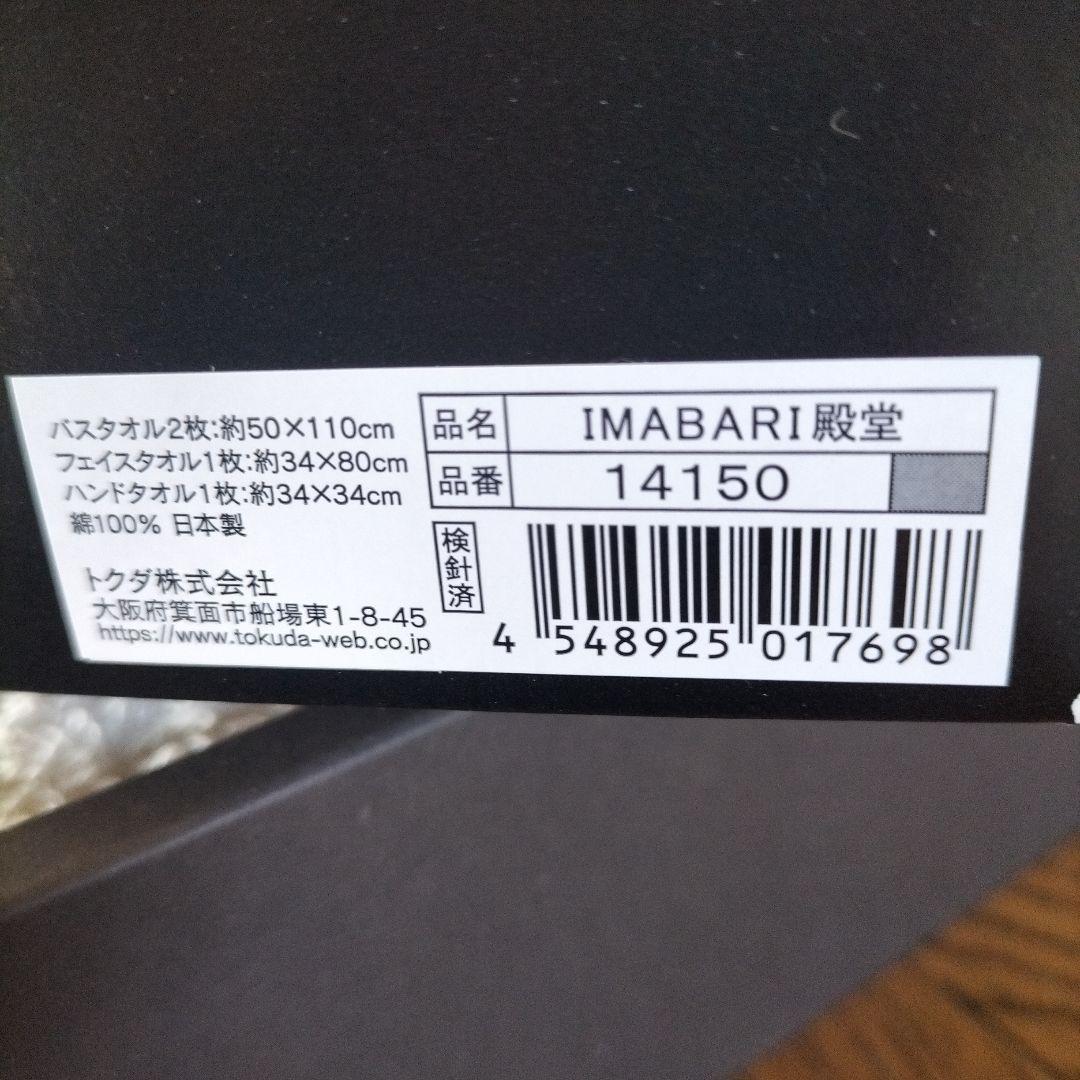 バスタオル2枚:約50×110cm
フェイスタオル1枚:約34×80cm
ハンドタオル1枚:約34×34cm
綿100% 日本製
トクダ株式会社
大阪府箕面市船場東1-8-45
https://www.tokuda-web.co.jp
品名 IMABARI殿堂
品番 14150
検針済
4 548925 017698